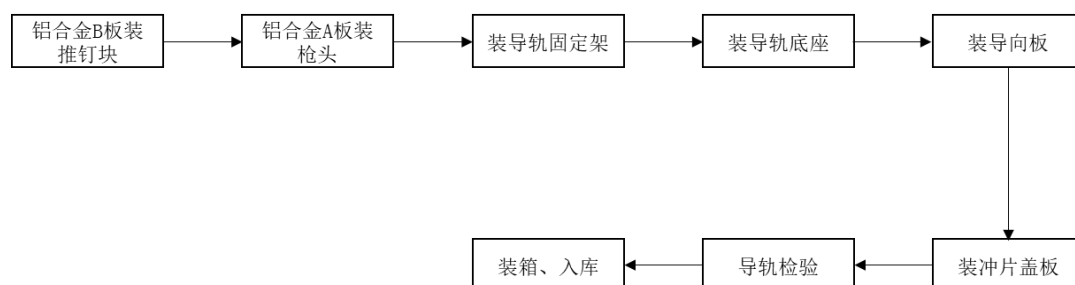 铝合金B板装
推钉块
铝合金A板装
枪头
装导轨固定架
装导轨底座
装导向板
装冲片盖板
导轨检验
装箱、入库